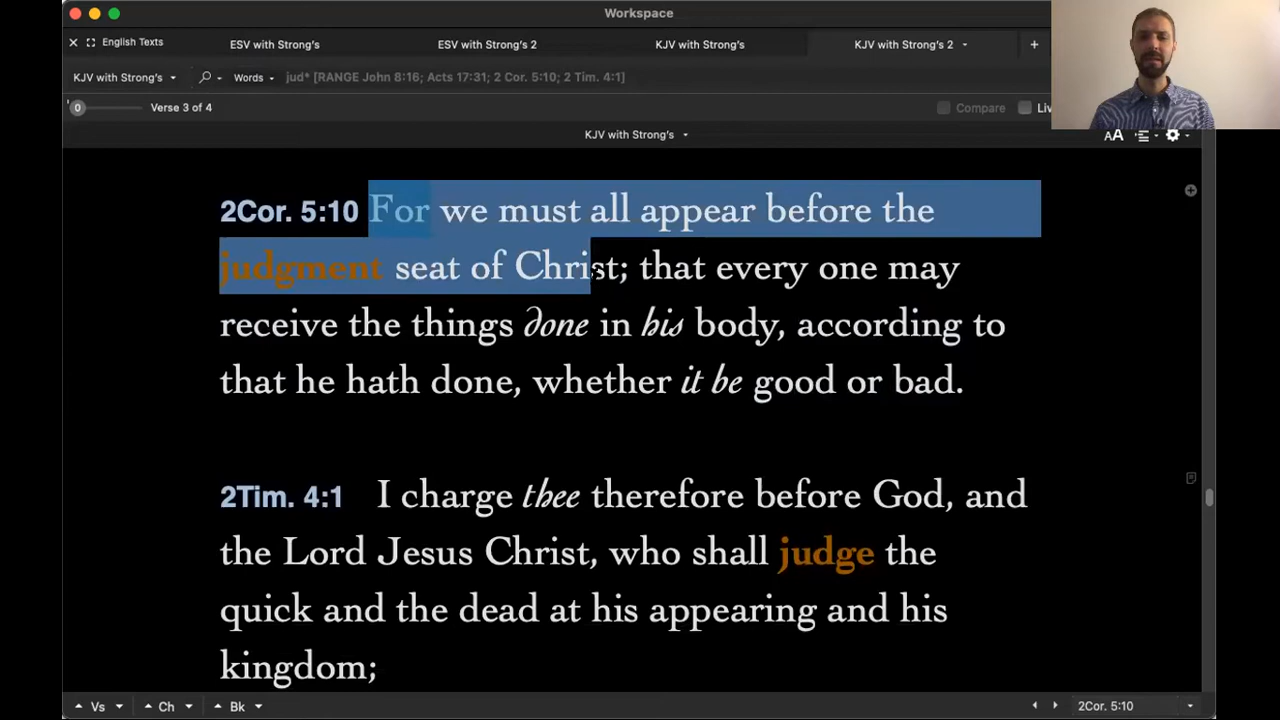 Workspace
English Texts
ESV with Strong's
ESV with Strong's 2
KJV with Strong's
KJV with Strong's 2
+
KJV with Strong's
Words
jud* [RANGE John 8:16; Acts 17:31; 2 Cor. 5:10; 2 Tim. 4:1]
0
Verse 3 of 4
Compare
KJV with Strong's
AA
2Cor. 5:10 For we must all appear before the
judgment seat of Christ; that every one may
receive the things done in his body, according to
that he hath done, whether it be good or bad.
2Tim. 4:1 I charge thee therefore before God, and
the Lord Jesus Christ, who shall judge the
quick and the dead at his appearing and his
kingdom;
Vs
Ch
Bk
2Cor. 5:10